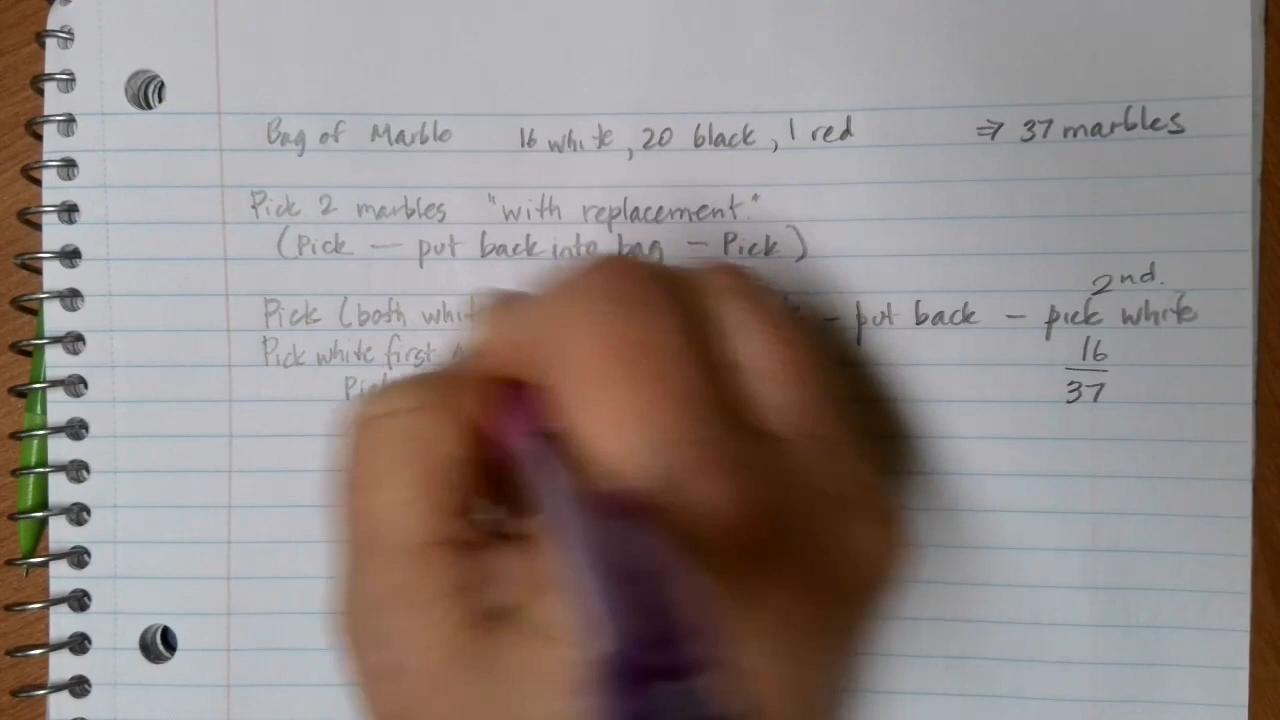 Bag of Marble 16 white, 20 black, 1 red ⇒ 37 marbles
Pick 2 marbles "with replacement."
(Pick — put back into bag — Pick)
2nd.
Pick (both whit — put back — pick white
Pick white first
16
37